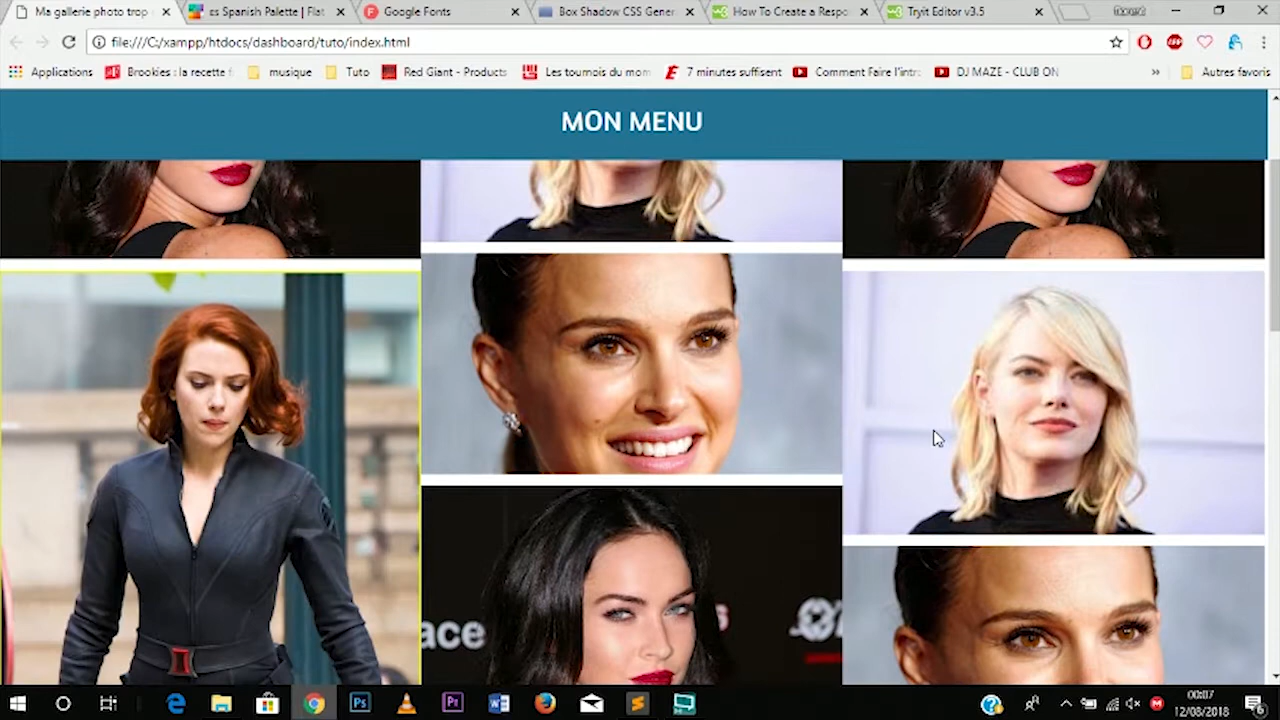 Ma gallerie photo trop
es Spanish Palette | Flat
Google Fonts
Box Shadow CSS Gener
How To Create a Respo
Tryit Editor v3.5
file:///C:/xampp/htdocs/dashboard/tuto/index.html
Applications
Brookies : la recette f
musique
Tuto
Red Giant - Products
Les tournois du mom
7 minutes suffisent
Comment Faire l'intr
DJ MAZE - CLUB ON
»
Autres favoris
MON MENU
ace
00:07
12/08/2018